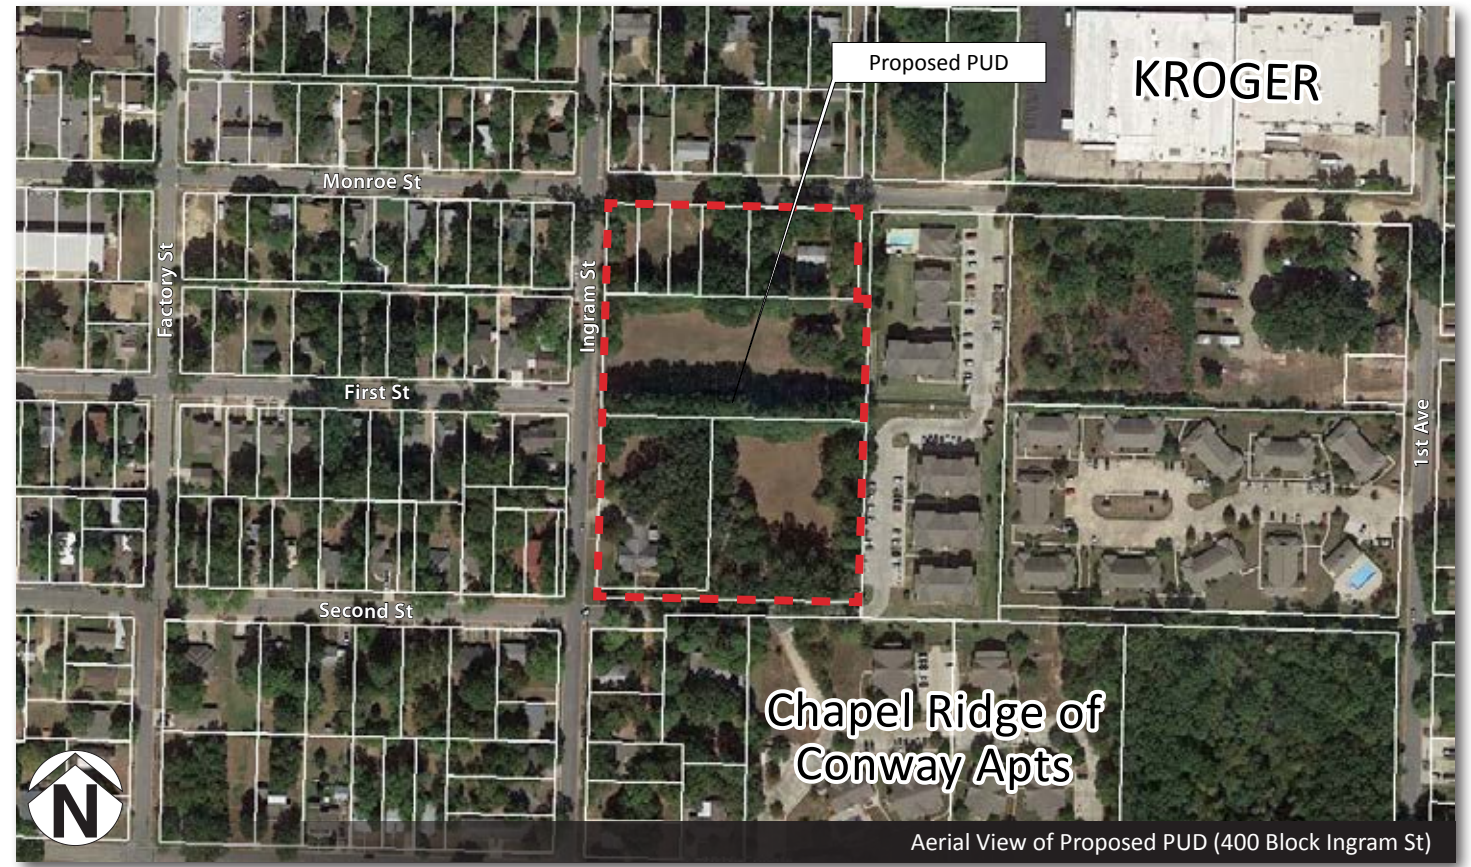 Proposed PUD
KROGER
Monroe St
Factory St
Ingram St
First St
1st Ave
Second St
Chapel Ridge of
Conway Apts
N
Aerial View of Proposed PUD (400 Block Ingram St)